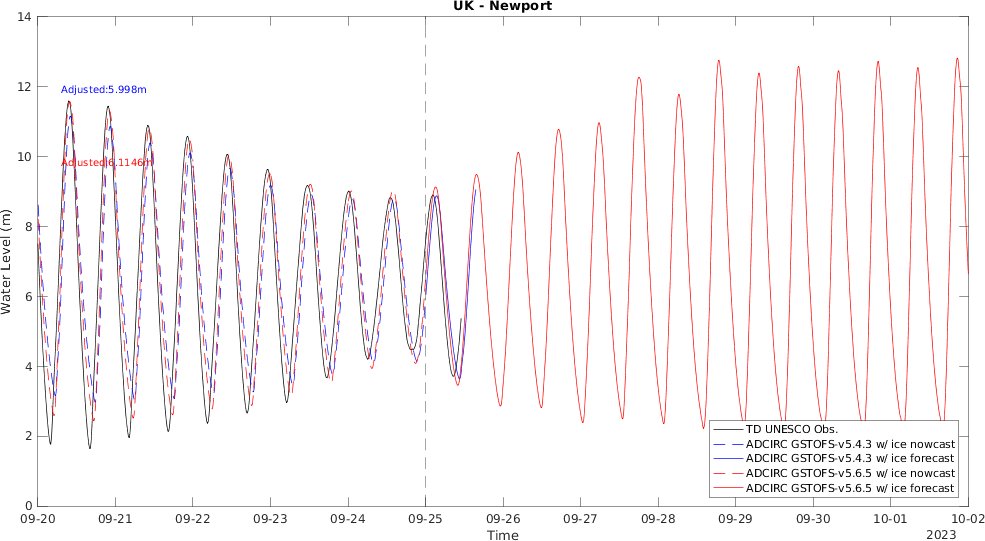 UK - Newport
14
12
10
8
6
4
2
0
Water Level (m)
Adjusted:5.998m
Adjusted:6.1146m
TD UNESCO Obs.
ADCIRC GSTOFS-v5.4.3 w/ ice nowcast
ADCIRC GSTOFS-v5.4.3 w/ ice forecast
ADCIRC GSTOFS-v5.6.5 w/ ice nowcast
ADCIRC GSTOFS-v5.6.5 w/ ice forecast
09-20 09-21 09-22 09-23 09-24 09-25 09-26 09-27 09-28 09-29 09-30 10-01 10-02
Time
2023